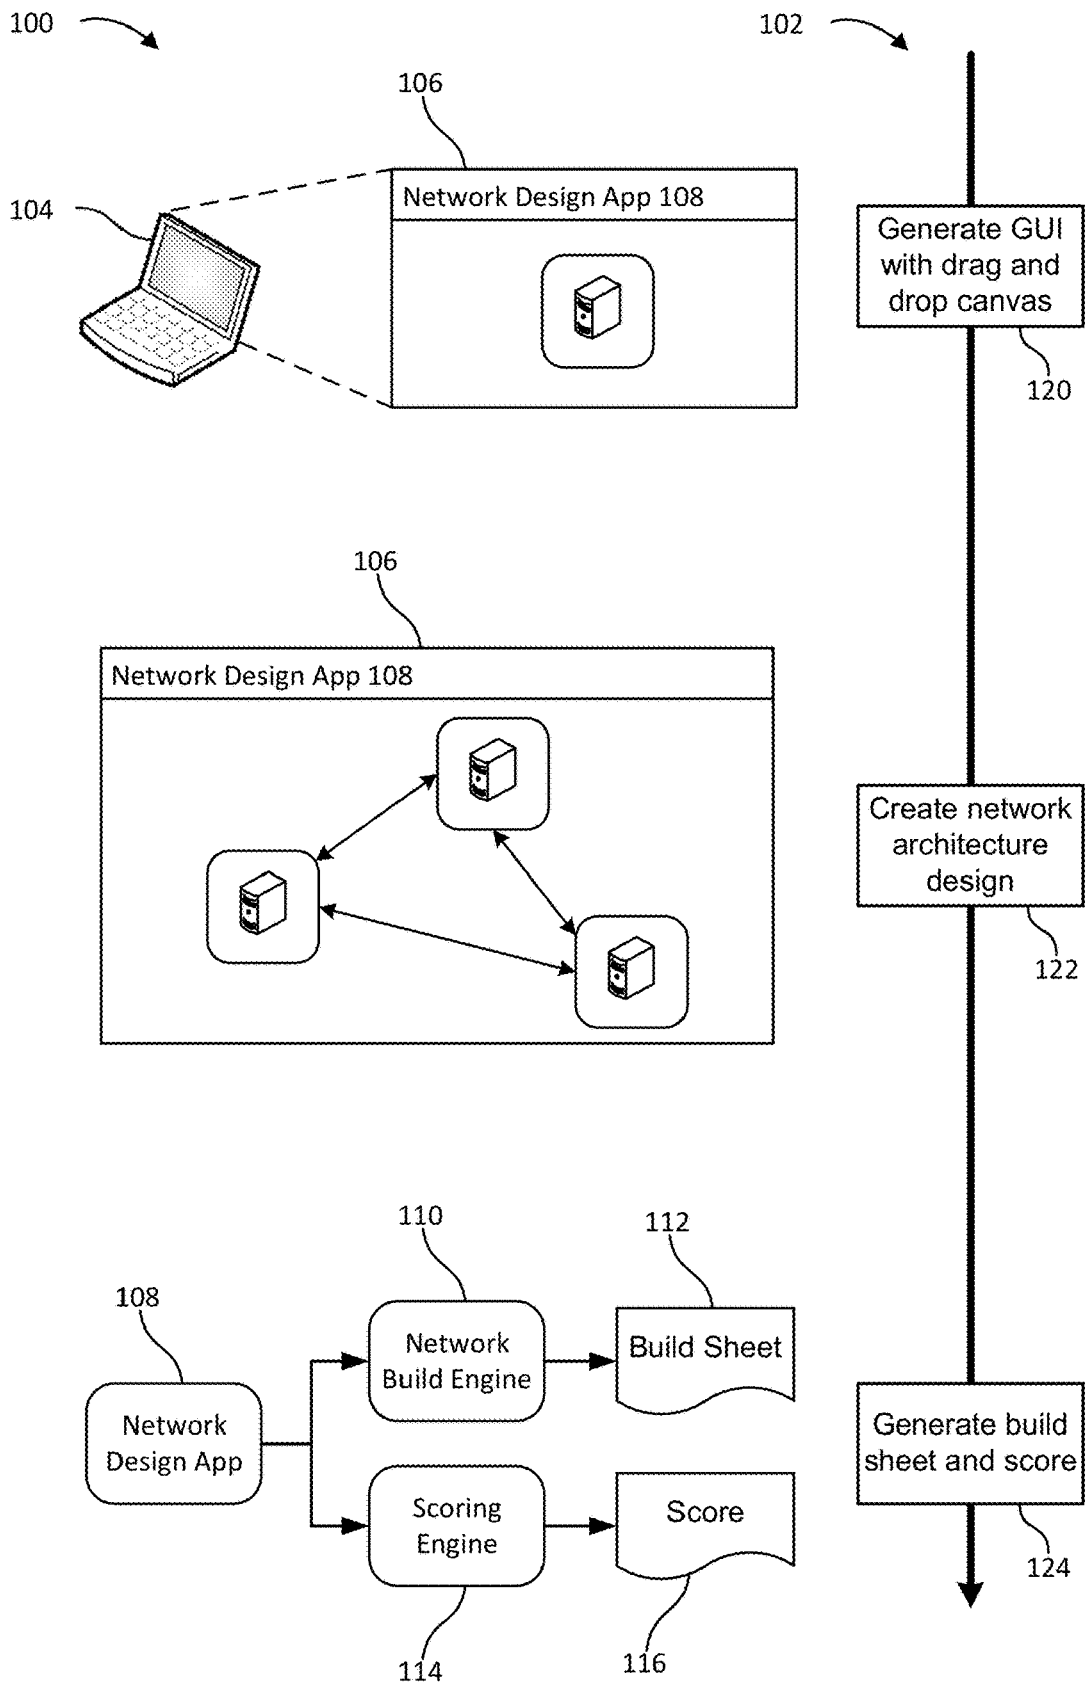 100
102
106
104
Network Design App 108
Generate GUI
with drag and
drop canvas
120
106
Network Design App 108
Create network
architecture
design
122
110
112
108
Network
Build Engine
Build Sheet
Network
Design App
Generate build
sheet and score
Scoring
Engine
Score
124
114
116